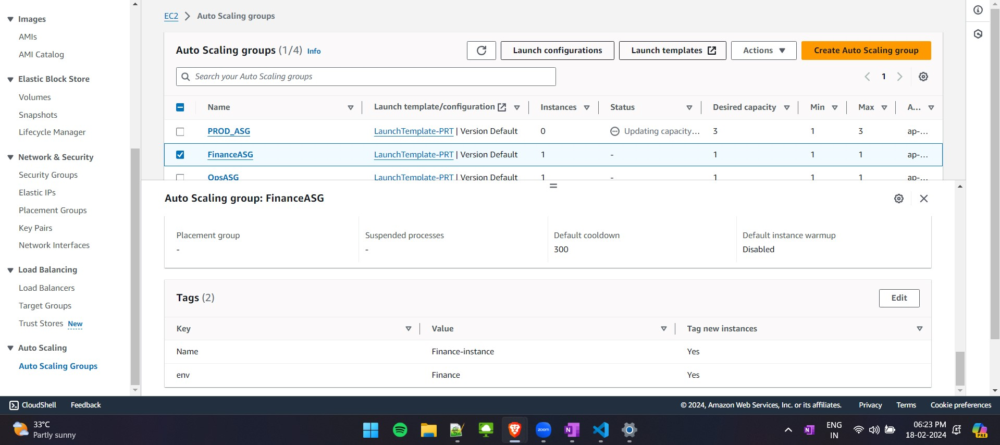 Images
AMIs
AMI Catalog
Elastic Block Store
Volumes
Snapshots
Lifecycle Manager
Network & Security
Security Groups
Elastic IPs
Placement Groups
Key Pairs
Network Interfaces
Load Balancing
Load Balancers
Target Groups
Trust Stores New
Auto Scaling
Auto Scaling Groups
EC2 Auto Scaling groups
Auto Scaling groups (1/4) Info
Launch configurations
Launch templates
Actions
Create Auto Scaling group
Search your Auto Scaling groups
1
Name Launch template/configuration Instances Status Desired capacity Min Max A...
PROD_ASG LaunchTemplate-PRT | Version Default 0 Updating capacity... 3 1 3 ap-...
FinanceASG LaunchTemplate-PRT | Version Default 1 - 1 1 1 ap-...
OpsASG LaunchTemplate-PRT | Version Default 1 - 1 1 1 ap-...
Auto Scaling group: FinanceASG
Placement group Suspended processes Default cooldown Default instance warmup
- - 300 Disabled
Tags (2)
Edit
Key Value Tag new instances
Name Finance-instance Yes
env Finance Yes
CloudShell Feedback © 2024, Amazon Web Services, Inc. or its affiliates. Privacy Terms Cookie preferences
33°C
Partly sunny
zoom
N
N
ENG
IN
06:23 PM
18-02-2024
PRE